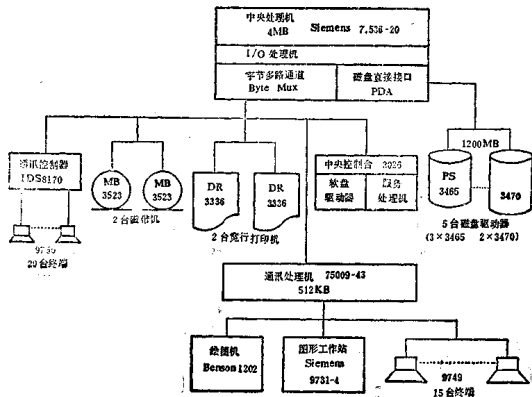 中央处理机
4MB Siemens 7.536-20
I/O 处理机
字节多路通道
Byte Mux
磁盘直接接口
PDA
通讯控制器
IDS8170
MB
3523
MB
3523
2台磁带机
DR
3336
DR
3336
2台宽行打印机
中央控制台 3026
软盘
驱动器
服务
处理机
1200MB
PS
3465
3470
5台磁盘驱动器
(3×3465 2×3470)
9750
20台终端
通讯处理机 75009-43
512KB
绘图机
Benson 1202
图形工作站
Siemens
9731-4
9749
15台终端